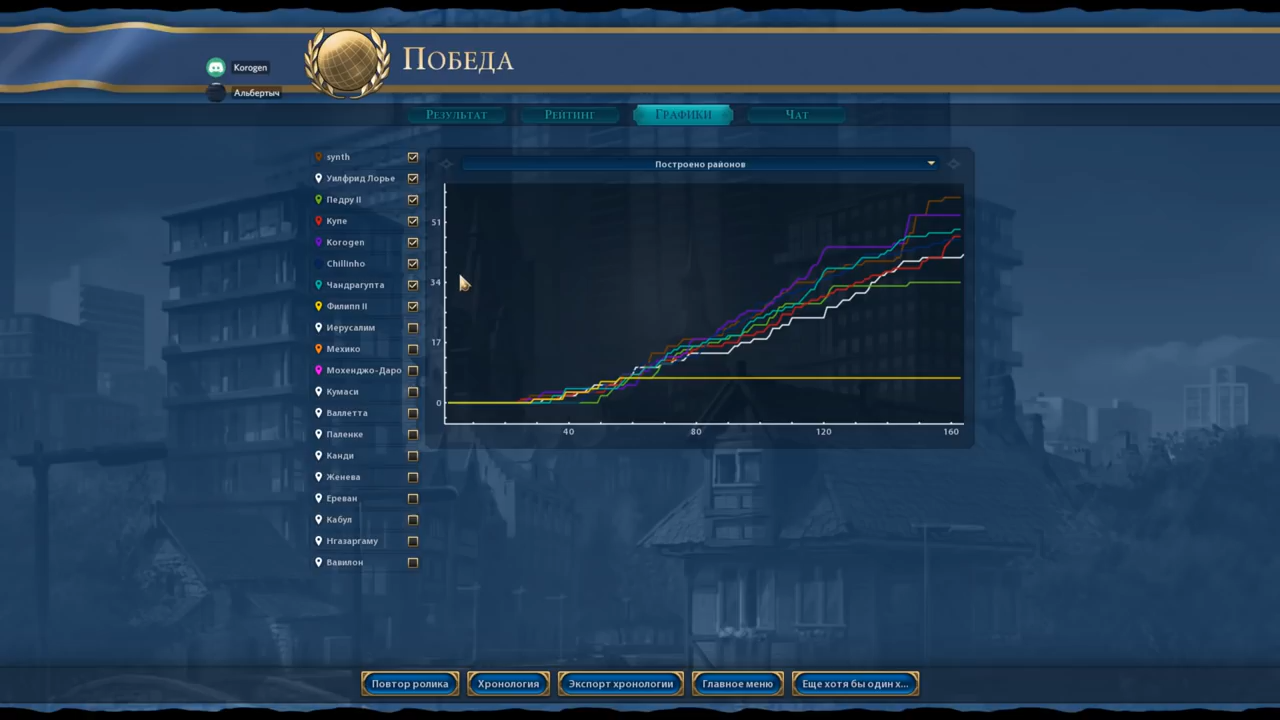 Korogen
Альбертыч
Победа
Результат
Рейтинг
Графики
Чат
synth
Уилфрид Лорье
Педру II
Купе
Korogen
Chillinho
Чандрагупта
Филипп II
Иерусалим
Мехико
Мохенджо-Даро
Кумаси
Валлетта
Паленке
Канди
Женева
Ереван
Кабул
Нгазаргаму
Вавилон
Построено районов
51
34
17
0
40
80
120
160
Повтор ролика
Хронология
Экспорт хронологии
Главное меню
Еще хотя бы один х...